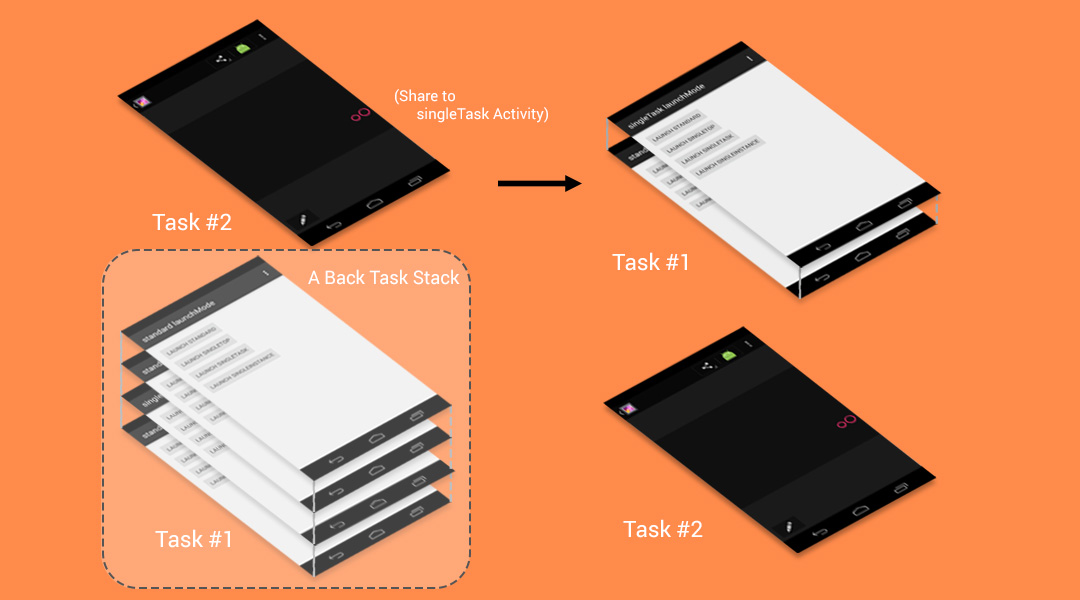 (Share to
singleTask Activity)
Task #2
A Back Task Stack
standard launchMode
LAUNCH STANDARD
LAUNCH SINGLETOP
LAUNCH SINGLETASK
LAUNCH SINGLEINSTANCE
Task #1
singleTask launchMode
LAUNCH STANDARD
LAUNCH SINGLETOP
LAUNCH SINGLETASK
LAUNCH SINGLEINSTANCE
Task #1
Task #2